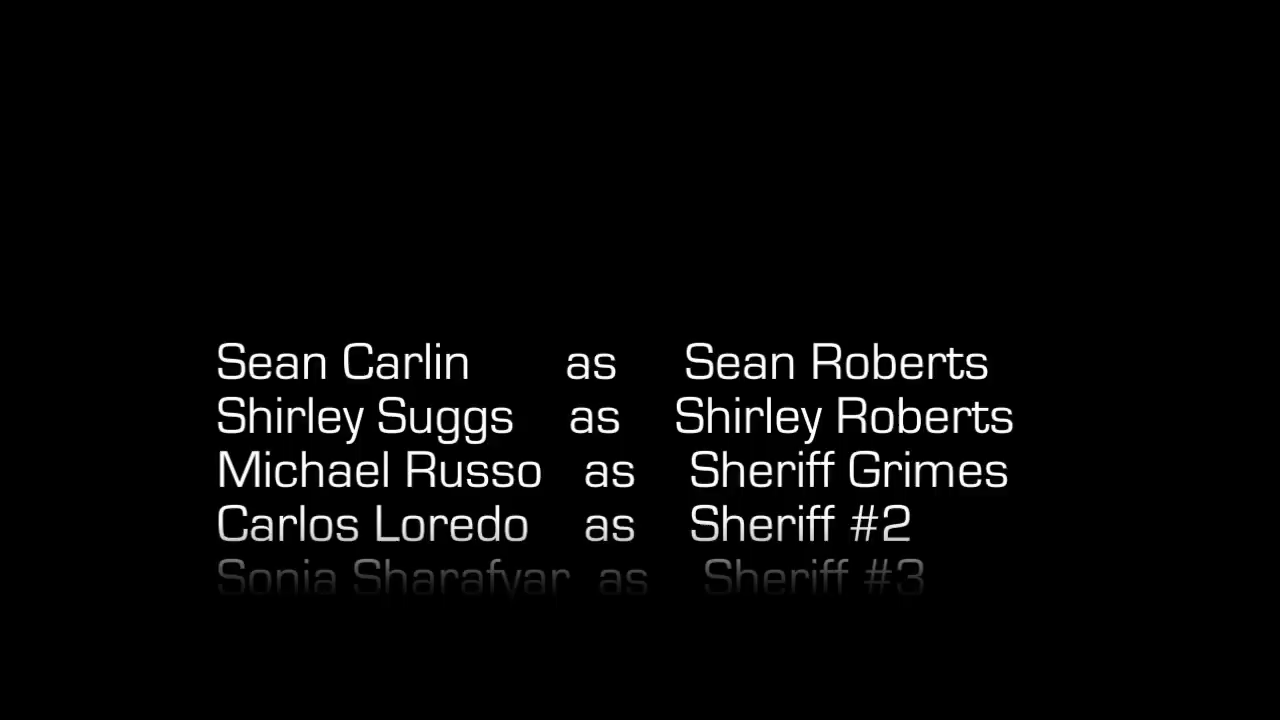 Sean Carlin as Sean Roberts
Shirley Suggs as Shirley Roberts
Michael Russo as Sheriff Grimes
Carlos Loredo as Sheriff #2
Sonia Sharafyar as Sheriff #3